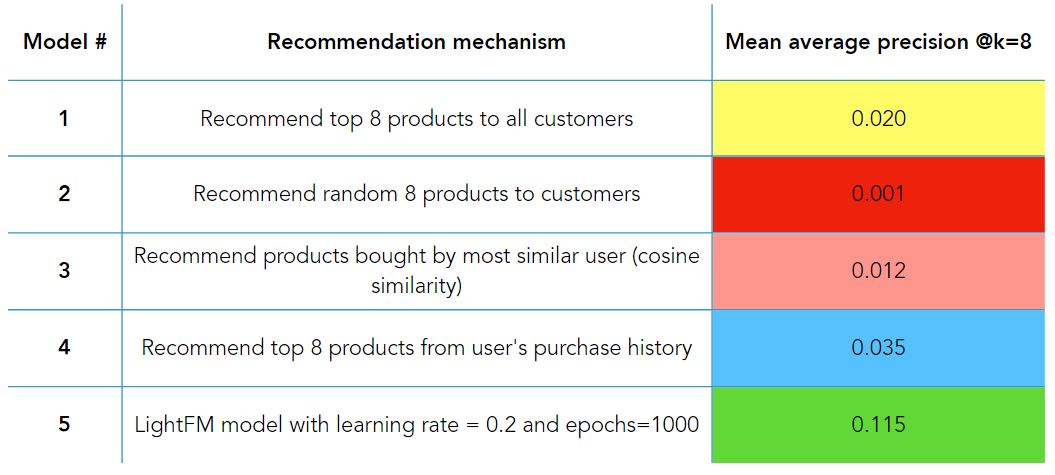 Model # Recommendation mechanism Mean average precision @k=8
1 Recommend top 8 products to all customers 0.020
2 Recommend random 8 products to customers 0.001
3 Recommend products bought by most similar user (cosine
similarity) 0.012
4 Recommend top 8 products from user's purchase history 0.035
5 LightFM model with learning rate = 0.2 and epochs=1000 0.115